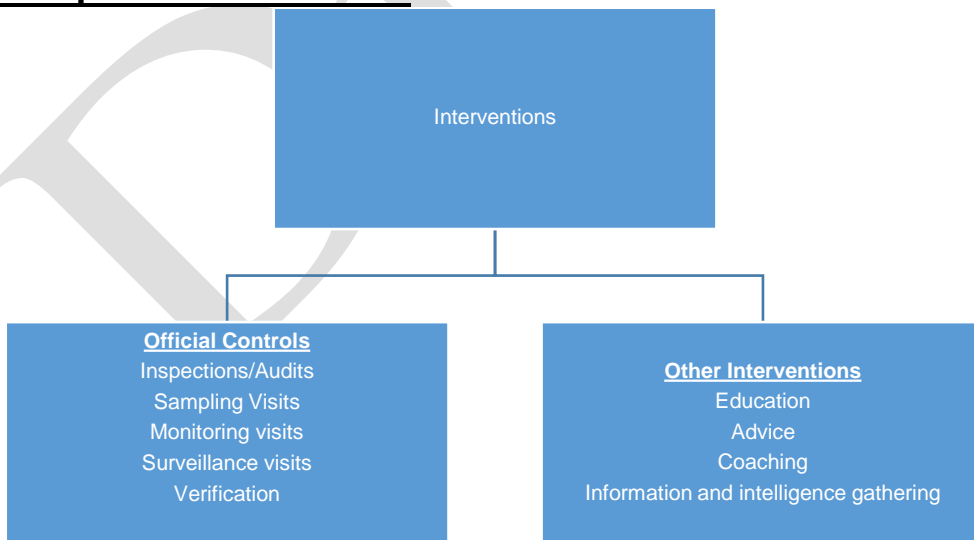 Interventions
Official Controls
Inspections/Audits
Sampling Visits
Monitoring visits
Surveillance visits
Verification
Other Interventions
Education
Advice
Coaching
Information and intelligence gathering